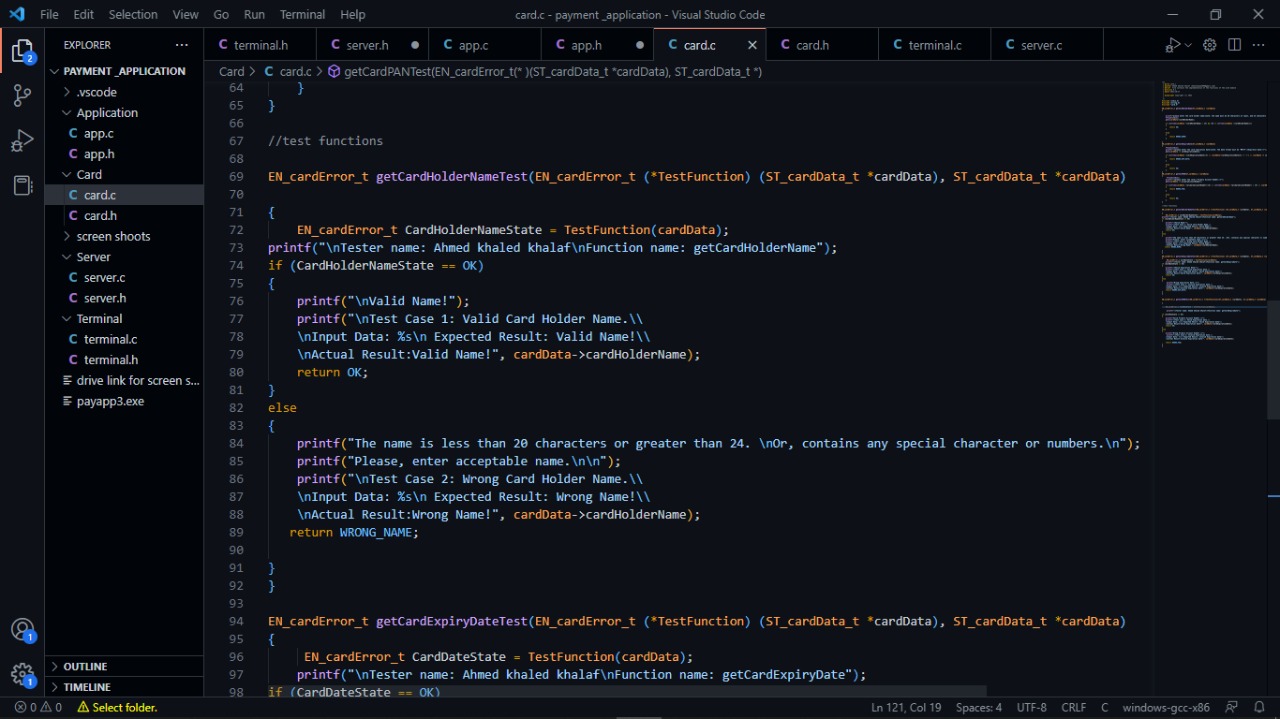 File Edit Selection View Go Run Terminal Help card.c - payment _application - Visual Studio Code
EXPLORER ...
terminal.h server.h app.c app.h card.c card.h terminal.c server.c
PAYMENT _APPLICATION
.vscode
Application
app.c
app.h
Card
card.c
card.h
screen shoots
Server
server.c
server.h
Terminal
terminal.c
terminal.h
drive link for screen s...
payapp3.exe
OUTLINE
TIMELINE
2
1
1
Card > card.c > getCardPANTest(EN_cardError_t(* )(ST_cardData_t *cardData), ST_cardData_t *)
64 }
65 }
66
67 //test functions
68
69 EN_cardError_t getCardHolderNameTest(EN_cardError_t (*TestFunction) (ST_cardData_t *cardData), ST_cardData_t *cardData)
70
71 {
72 EN_cardError_t CardHolderNameState = TestFunction(cardData);
73 printf("\nTester name: Ahmed khaled khalaf\nFunction name: getCardHolderName");
74 if (CardHolderNameState == OK)
75 {
76 printf("\nValid Name!");
77 printf("\nTest Case 1: Valid Card Holder Name.\\
78 \nInput Data: %s\n Expected Result: Valid Name!\\
79 \nActual Result:Valid Name!", cardData->cardHolderName);
80 return OK;
81 }
82 else
83 {
84 printf("The name is less than 20 characters or greater than 24. \nOr, contains any special character or numbers.\n");
85 printf("Please, enter acceptable name.\n\n");
86 printf("\nTest Case 2: Wrong Card Holder Name.\\
87 \nInput Data: %s\n Expected Result: Wrong Name!\\
88 \nActual Result:Wrong Name!", cardData->cardHolderName);
89 return WRONG_NAME;
90
91 }
92 }
93
94 EN_cardError_t getCardExpiryDateTest(EN_cardError_t (*TestFunction) (ST_cardData_t *cardData), ST_cardData_t *cardData)
95 {
96 EN_cardError_t CardDateState = TestFunction(cardData);
97 printf("\nTester name: Ahmed khaled khalaf\nFunction name: getCardExpiryDate");
98 if (CardDateState == OK)
0 0 Select folder. Ln 121, Col 19 Spaces: 4 UTF-8 CRLF C windows-gcc-x86